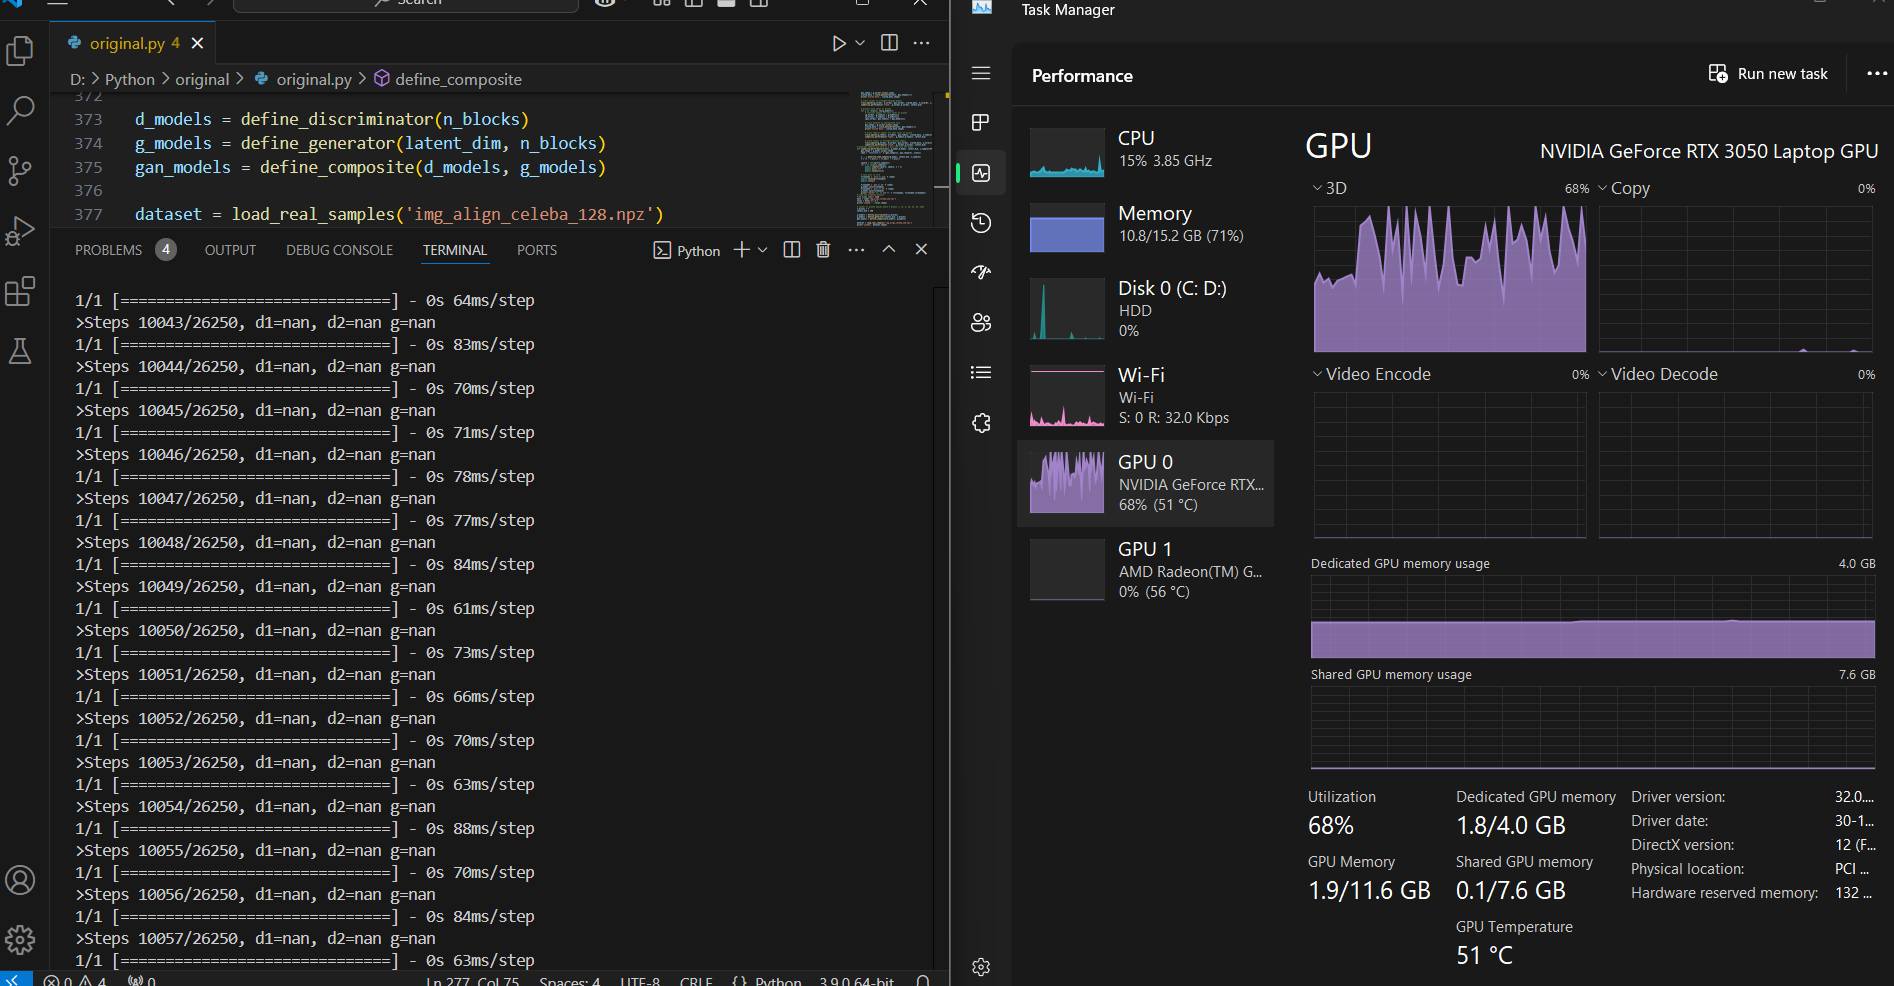 Search
original.py 4
D: > Python > original > original.py > define_composite
372
373 d_models = define_discriminator(n_blocks)
374 g_models = define_generator(latent_dim, n_blocks)
375 gan_models = define_composite(d_models, g_models)
376
377 dataset = load_real_samples('img_align_celeba_128.npz')
PROBLEMS 4 OUTPUT DEBUG CONSOLE TERMINAL PORTS Python
1/1 [==============================] - 0s 64ms/step
>Steps 10043/26250, d1=nan, d2=nan g=nan
1/1 [==============================] - 0s 83ms/step
>Steps 10044/26250, d1=nan, d2=nan g=nan
1/1 [==============================] - 0s 70ms/step
>Steps 10045/26250, d1=nan, d2=nan g=nan
1/1 [==============================] - 0s 71ms/step
>Steps 10046/26250, d1=nan, d2=nan g=nan
1/1 [==============================] - 0s 78ms/step
>Steps 10047/26250, d1=nan, d2=nan g=nan
1/1 [==============================] - 0s 77ms/step
>Steps 10048/26250, d1=nan, d2=nan g=nan
1/1 [==============================] - 0s 84ms/step
>Steps 10049/26250, d1=nan, d2=nan g=nan
1/1 [==============================] - 0s 61ms/step
>Steps 10050/26250, d1=nan, d2=nan g=nan
1/1 [==============================] - 0s 73ms/step
>Steps 10051/26250, d1=nan, d2=nan g=nan
1/1 [==============================] - 0s 66ms/step
>Steps 10052/26250, d1=nan, d2=nan g=nan
1/1 [==============================] - 0s 70ms/step
>Steps 10053/26250, d1=nan, d2=nan g=nan
1/1 [==============================] - 0s 63ms/step
>Steps 10054/26250, d1=nan, d2=nan g=nan
1/1 [==============================] - 0s 88ms/step
>Steps 10055/26250, d1=nan, d2=nan g=nan
1/1 [==============================] - 0s 70ms/step
>Steps 10056/26250, d1=nan, d2=nan g=nan
1/1 [==============================] - 0s 84ms/step
>Steps 10057/26250, d1=nan, d2=nan g=nan
1/1 [==============================] - 0s 63ms/step
0 4 0 Ln 277, Col 75 Spaces: 4 UTF-8 CRLF {} Python 3.9.0 64-bit
Task Manager
Performance
Run new task
CPU
15% 3.85 GHz
Memory
10.8/15.2 GB (71%)
Disk 0 (C: D:)
HDD
0%
Wi-Fi
Wi-Fi
S: 0 R: 32.0 Kbps
GPU 0
NVIDIA GeForce RTX...
68% (51 °C)
GPU 1
AMD Radeon(TM) G...
0% (56 °C)
GPU
NVIDIA GeForce RTX 3050 Laptop GPU
3D 68%
Copy 0%
Video Encode 0%
Video Decode 0%
Dedicated GPU memory usage 4.0 GB
Shared GPU memory usage 7.6 GB
Utilization
68%
Dedicated GPU memory
1.8/4.0 GB
GPU Memory
1.9/11.6 GB
Shared GPU memory
0.1/7.6 GB
GPU Temperature
51 °C
Driver version: 32.0....
Driver date: 30-1...
DirectX version: 12 (F...
Physical location: PCI ...
Hardware reserved memory: 132 ...